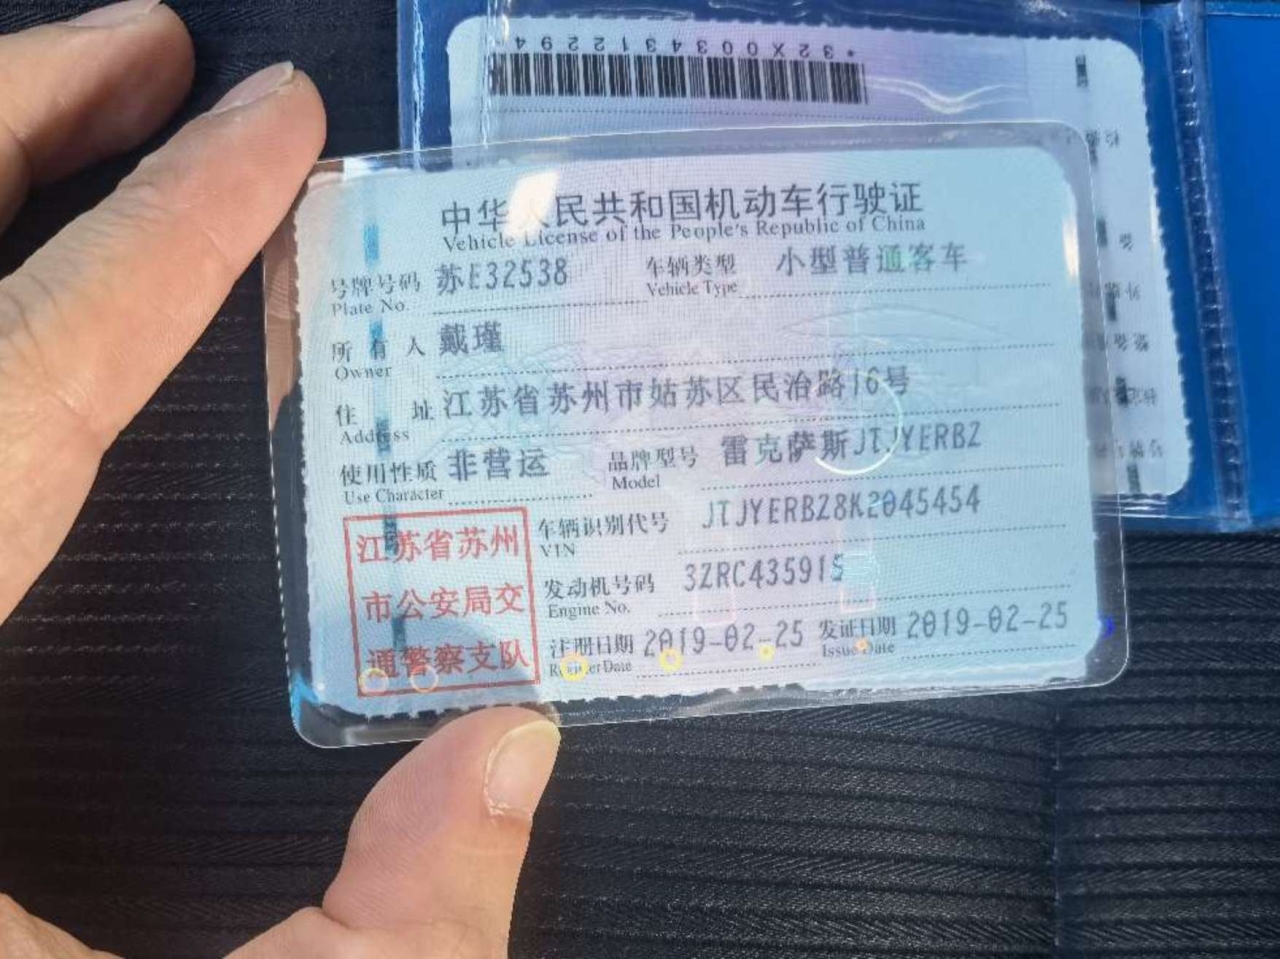 *32X0034312294*
中华人民共和国机动车行驶证
Vehicle License of the People's Republic of China
号牌号码 苏E32538 车辆类型 小型普通客车
Plate No. Vehicle Type
所有人 戴瑾
Owner
住址 江苏省苏州市姑苏区民治路16号
Address
使用性质 非营运 品牌型号 雷克萨斯JTJYERBZ
Use Character Model
江苏省苏州
市公安局交
通警察支队
车辆识别代号 JTJYERBZ8K2045454
VIN
发动机号码 3ZRC435915
Engine No.
注册日期 2019-02-25 发证日期 2019-02-25
Register Date Issue Date